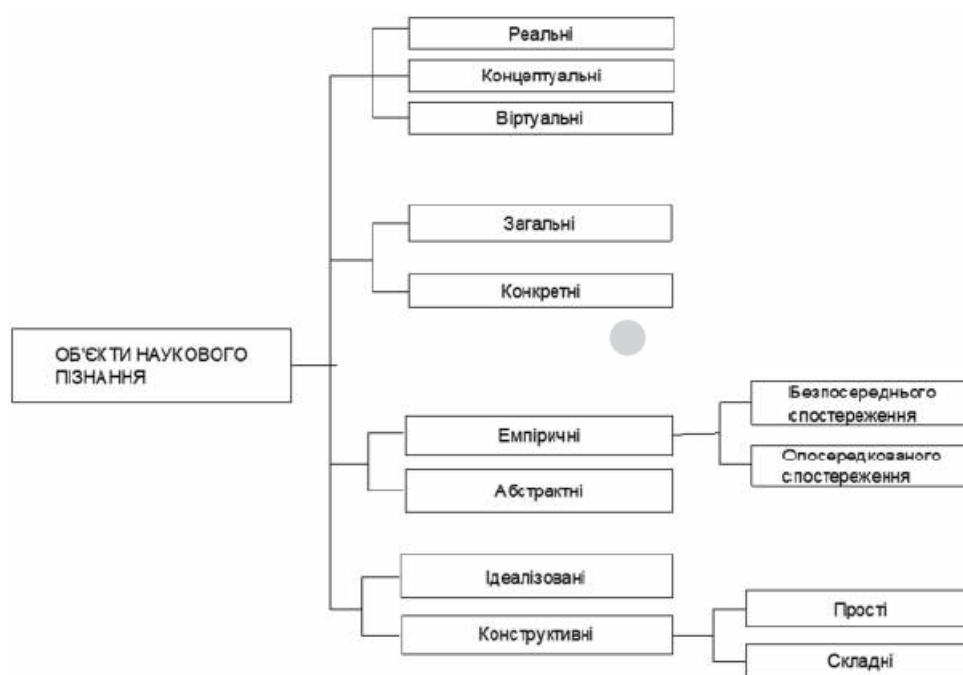 Реальні
Концептуальні
Віртуальні
Загальні
Конкретні
ОБ'ЄКТИ НАУКОВОГО
ПІЗНАННЯ
Емпіричні
Абстрактні
Безпосереднього
спостереження
Опосередкованого
спостереження
Ідеалізовані
Конструктивні
Прості
Складні